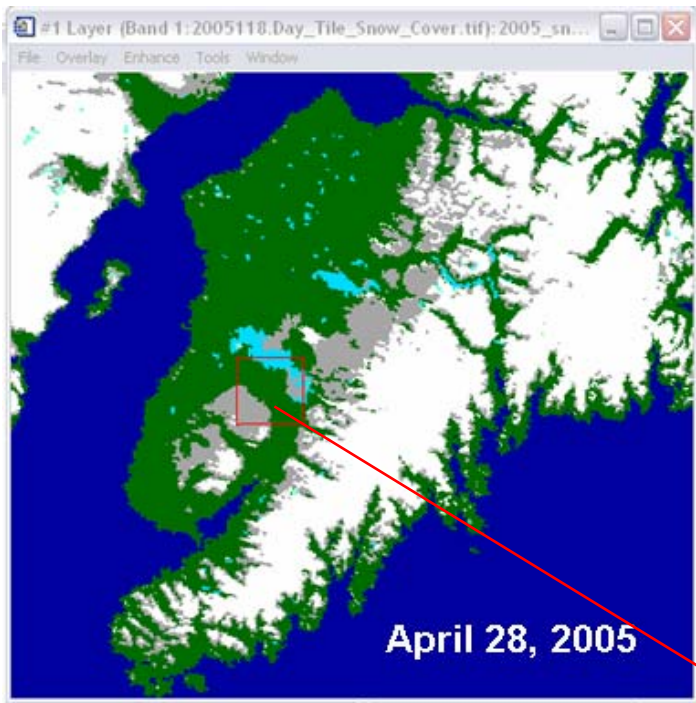 #1 Layer (Band 1:2005118.Day_Tile_Snow_Cover.tif):2005_sn...
File Overlay Enhance Tools Window
April 28, 2005